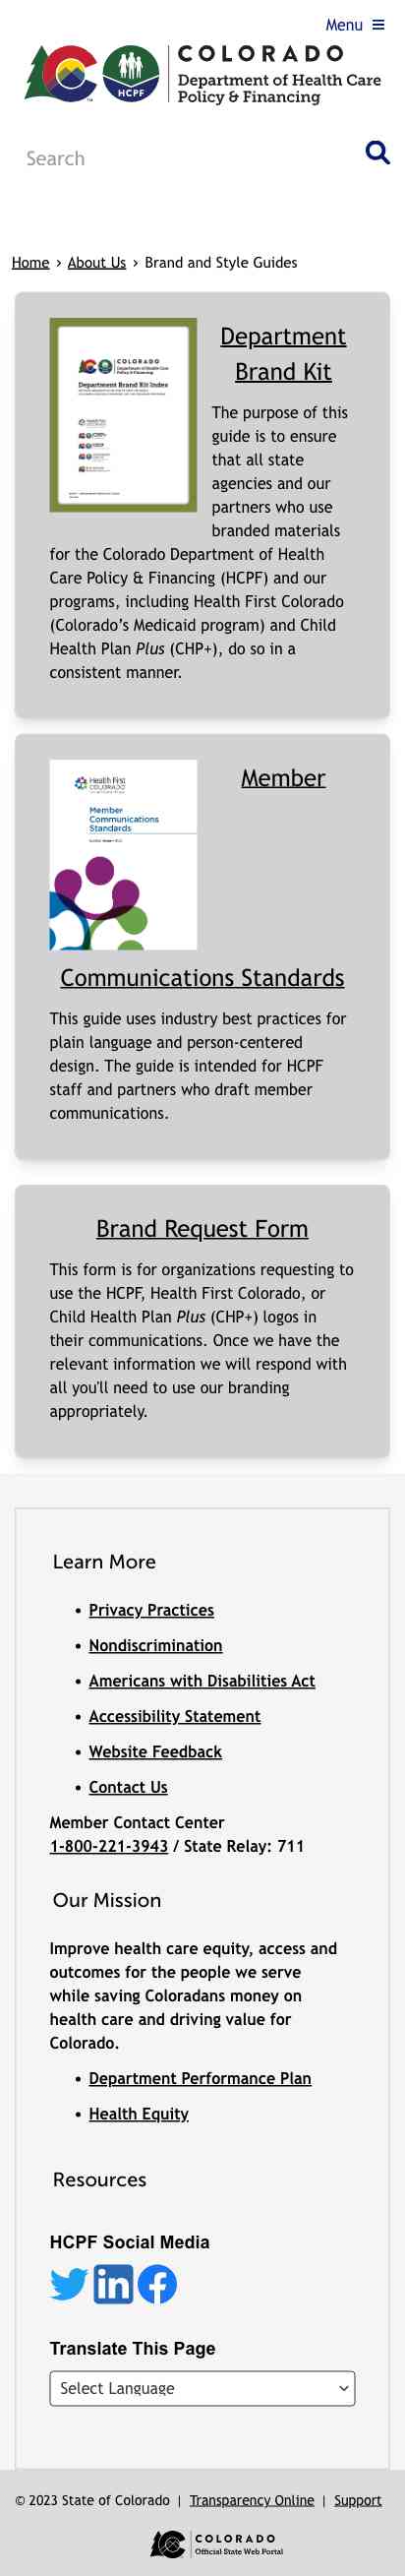 Menu
HCPF
COLORADO
Department of Health Care
Policy & Financing
Search
Home › About Us › Brand and Style Guides
COLORADO
Department of Health Care
Policy & Financing
Department Brand Kit Index
Department
Brand Kit
The purpose of this
guide is to ensure
that all state
agencies and our
partners who use
branded materials
for the Colorado Department of Health
Care Policy & Financing (HCPF) and our
programs, including Health First Colorado
(Colorado’s Medicaid program) and Child
Health Plan Plus (CHP+), do so in a
consistent manner.
Health First
COLORADO
Member
Communications
Standards
Member
Communications Standards
This guide uses industry best practices for
plain language and person-centered
design. The guide is intended for HCPF
staff and partners who draft member
communications.
Brand Request Form
This form is for organizations requesting to
use the HCPF, Health First Colorado, or
Child Health Plan Plus (CHP+) logos in
their communications. Once we have the
relevant information we will respond with
all you'll need to use our branding
appropriately.
Learn More
• Privacy Practices
• Nondiscrimination
• Americans with Disabilities Act
• Accessibility Statement
• Website Feedback
• Contact Us
Member Contact Center
1-800-221-3943 / State Relay: 711
Our Mission
Improve health care equity, access and
outcomes for the people we serve
while saving Coloradans money on
health care and driving value for
Colorado.
• Department Performance Plan
• Health Equity
Resources
HCPF Social Media
in
Translate This Page
Select Language
© 2023 State of Colorado | Transparency Online | Support
COLORADO
Official State Web Portal